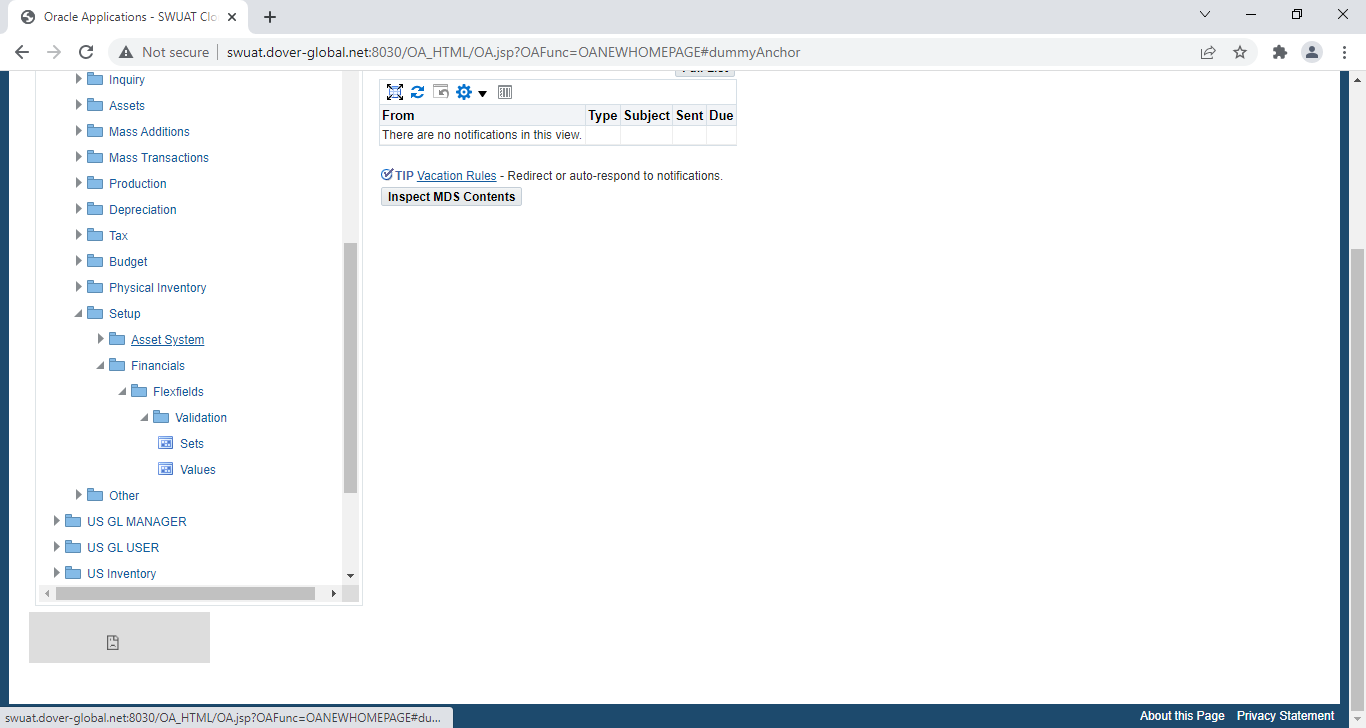 Oracle Applications - SWUAT Clo
Not secure
swuat.dover-global.net:8030/OA_HTML/OA.jsp?OAFunc=OANEWHOMEPAGE#dummyAnchor
Inquiry
Assets
Mass Additions
Mass Transactions
Production
Depreciation
Tax
Budget
Physical Inventory
Setup
Asset System
Financials
Flexfields
Validation
Sets
Values
Other
US GL MANAGER
US GL USER
US Inventory
Full List
From Type Subject Sent Due
There are no notifications in this view.
TIP Vacation Rules - Redirect or auto-respond to notifications.
Inspect MDS Contents
swuat.dover-global.net:8030/OA_HTML/OA.jsp?OAFunc=OANEWHOMEPAGE#du...
About this Page Privacy Statement